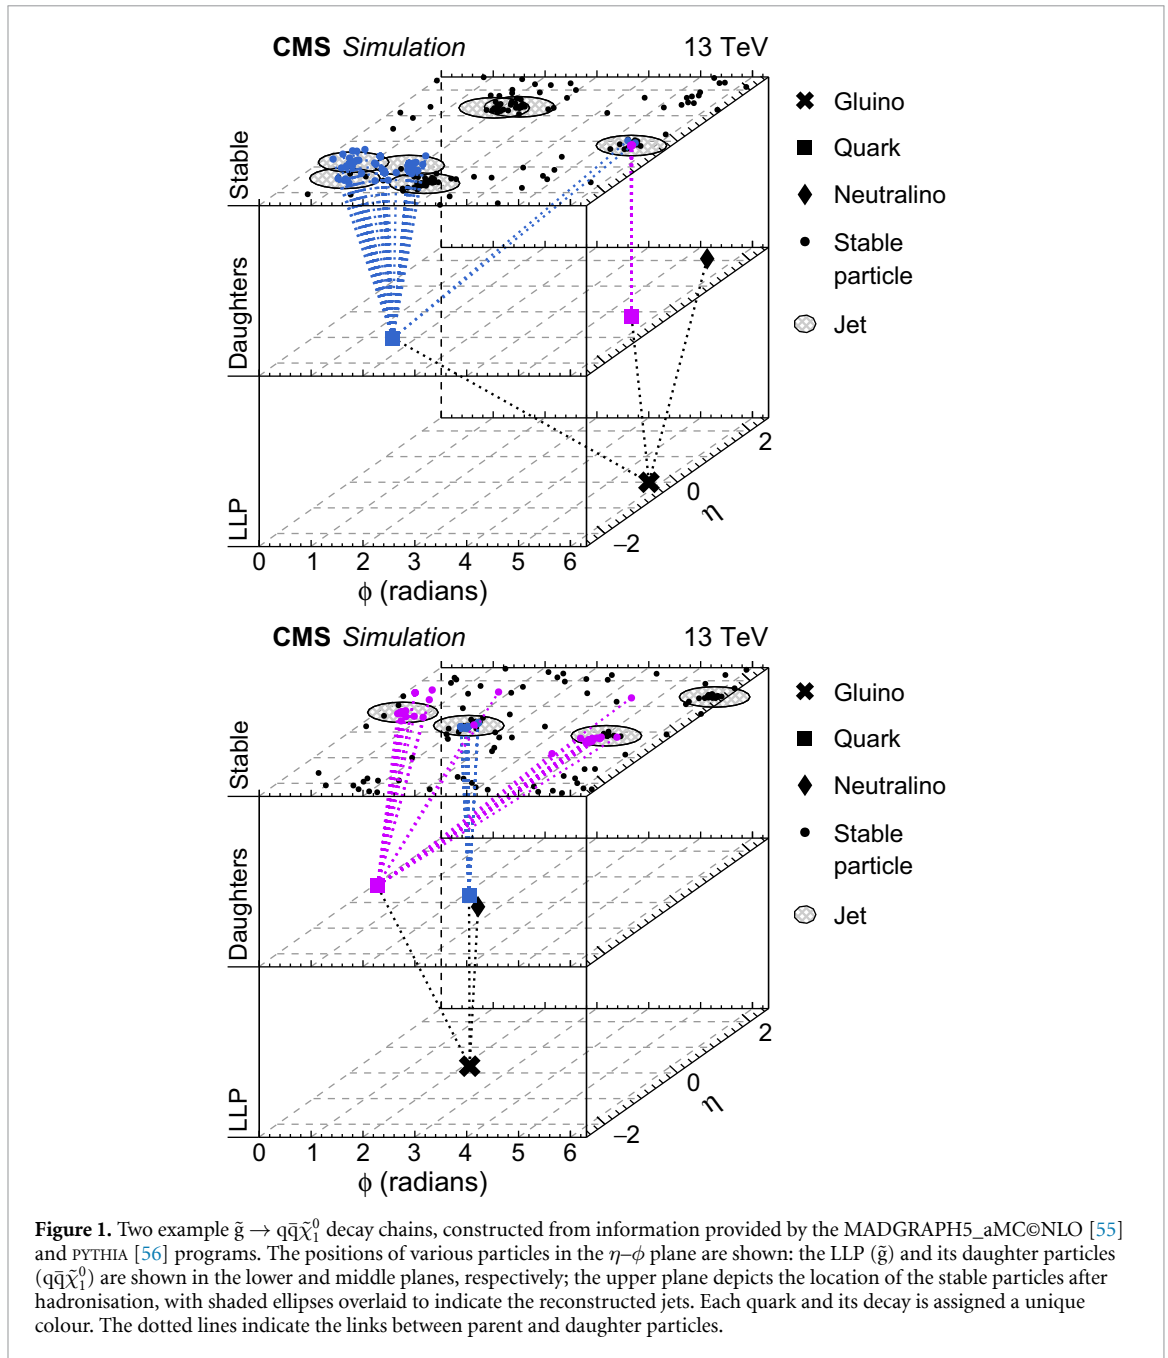 CMS Simulation 13 TeV
Gluino
Quark
Neutralino
Stable
particle
Jet
Stable
Daughters
LLP
2
0
η
−2
0 1 2 3 4 5 6
ϕ (radians)
CMS Simulation 13 TeV
Gluino
Quark
Neutralino
Stable
particle
Jet
Stable
Daughters
LLP
2
0
η
−2
0 1 2 3 4 5 6
ϕ (radians)
Figure 1. Two example g̃ → qq̄χ̃₁⁰ decay chains, constructed from information provided by the MADGRAPH5_aMC©NLO [55]
and PYTHIA [56] programs. The positions of various particles in the η–ϕ plane are shown: the LLP (g̃) and its daughter particles
(qq̄χ̃₁⁰) are shown in the lower and middle planes, respectively; the upper plane depicts the location of the stable particles after
hadronisation, with shaded ellipses overlaid to indicate the reconstructed jets. Each quark and its decay is assigned a unique
colour. The dotted lines indicate the links between parent and daughter particles.